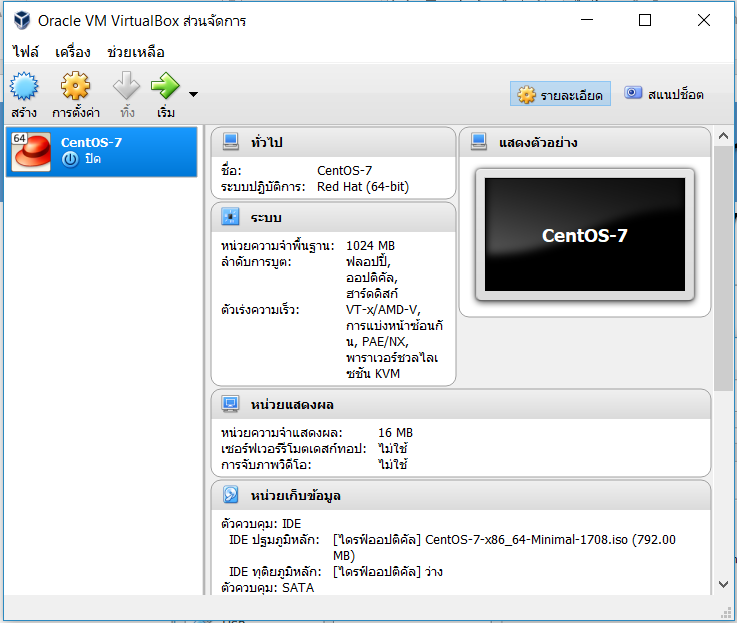 Oracle VM VirtualBox ส่วนจัดการ
ไฟล์ เครื่อง ช่วยเหลือ
สร้าง การตั้งค่า ทิ้ง เริ่ม
รายละเอียด สแนปช็อต
64 CentOS-7
ปิด
ทั่วไป
ชื่อ: CentOS-7
ระบบปฏิบัติการ: Red Hat (64-bit)
แสดงตัวอย่าง
CentOS-7
ระบบ
หน่วยความจำพื้นฐาน: 1024 MB
ลำดับการบูต: ฟลอปปี้,
ออปติคัล,
ฮาร์ดดิสก์
ตัวเร่งความเร็ว: VT-x/AMD-V,
การแบ่งหน้าซ้อนกั
น, PAE/NX,
พาราเวอร์ชวลไลเ
ซชัน KVM
หน่วยแสดงผล
หน่วยความจำแสดงผล: 16 MB
เซอร์ฟเวอร์รีโมตเดสก์ทอป: ไม่ใช้
การจับภาพวิดีโอ: ไม่ใช้
หน่วยเก็บข้อมูล
ตัวควบคุม: IDE
IDE ปฐมภูมิหลัก: [ไดรฟ์ออปติคัล] CentOS-7-x86_64-Minimal-1708.iso (792.00
MB)
IDE ทุติยภูมิหลัก: [ไดรฟ์ออปติคัล] ว่าง
ตัวควบคุม: SATA